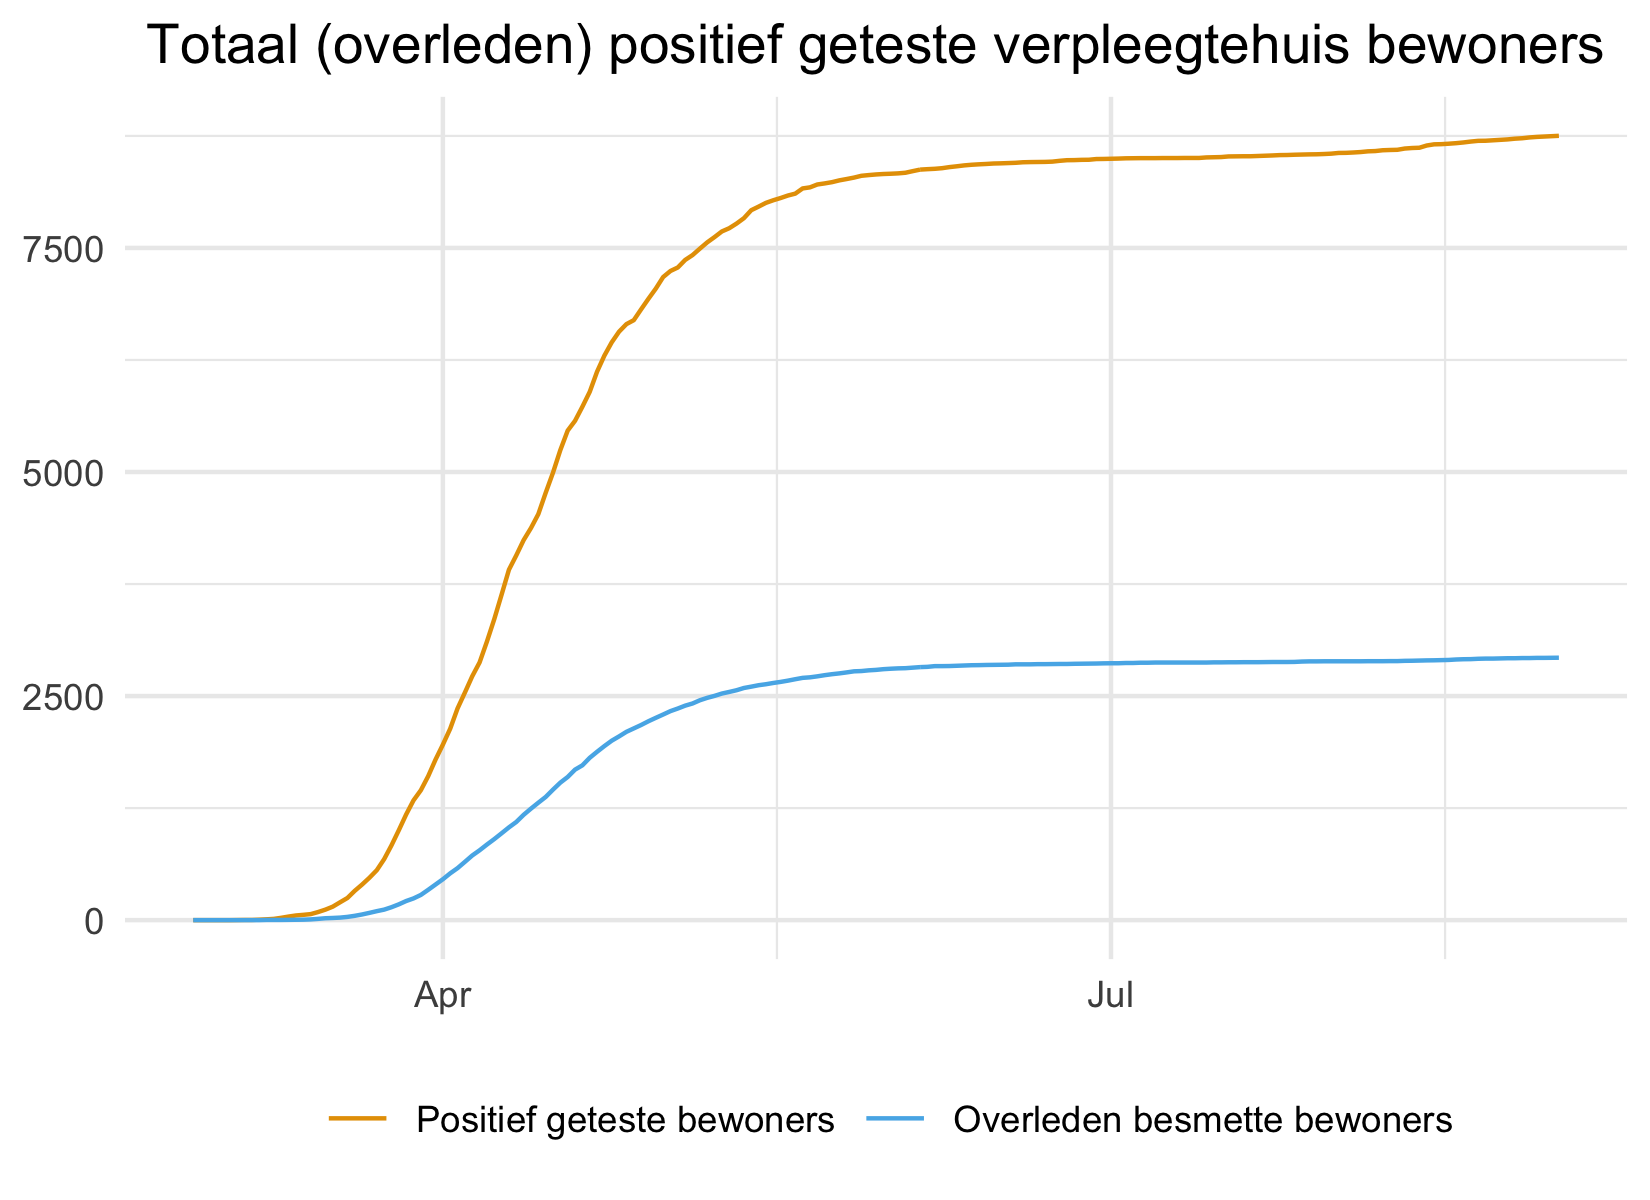 Totaal (overleden) positief geteste verpleegtehuis bewoners
7500
5000
2500
0
Apr
Jul
Positief geteste bewoners
Overleden besmette bewoners